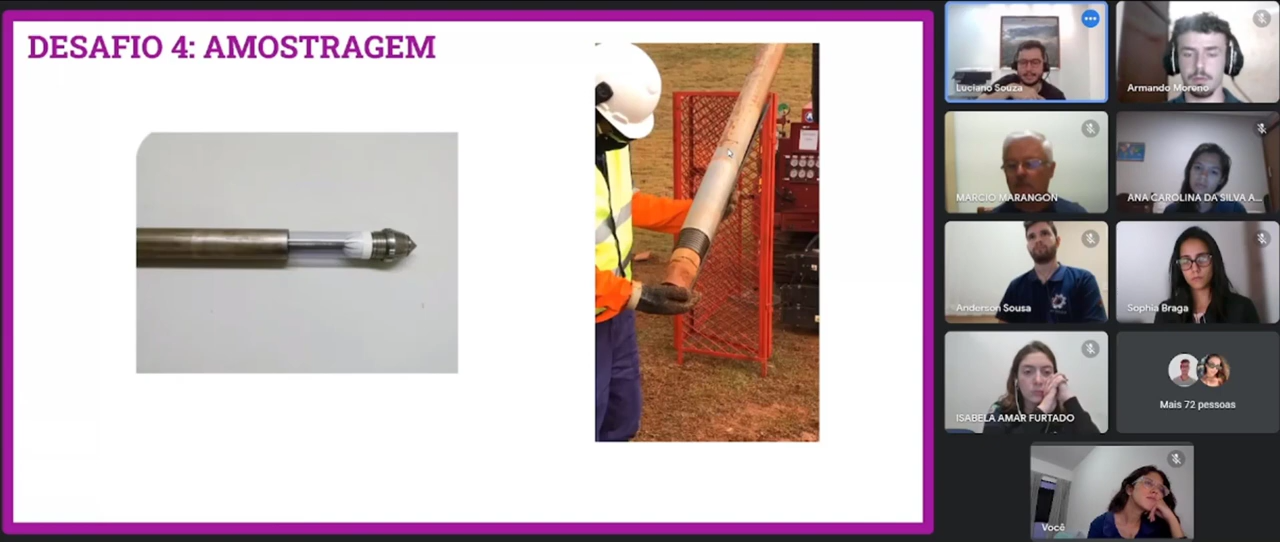 DESAFIO 4: AMOSTRAGEM
Luciano Souza
Armando Moreno
MARCIO MARANGON
ANA CAROLINA DA SILVA A...
Anderson Sousa
Sophia Braga
ISABELA AMAR FURTADO
Mais 72 pessoas
Você